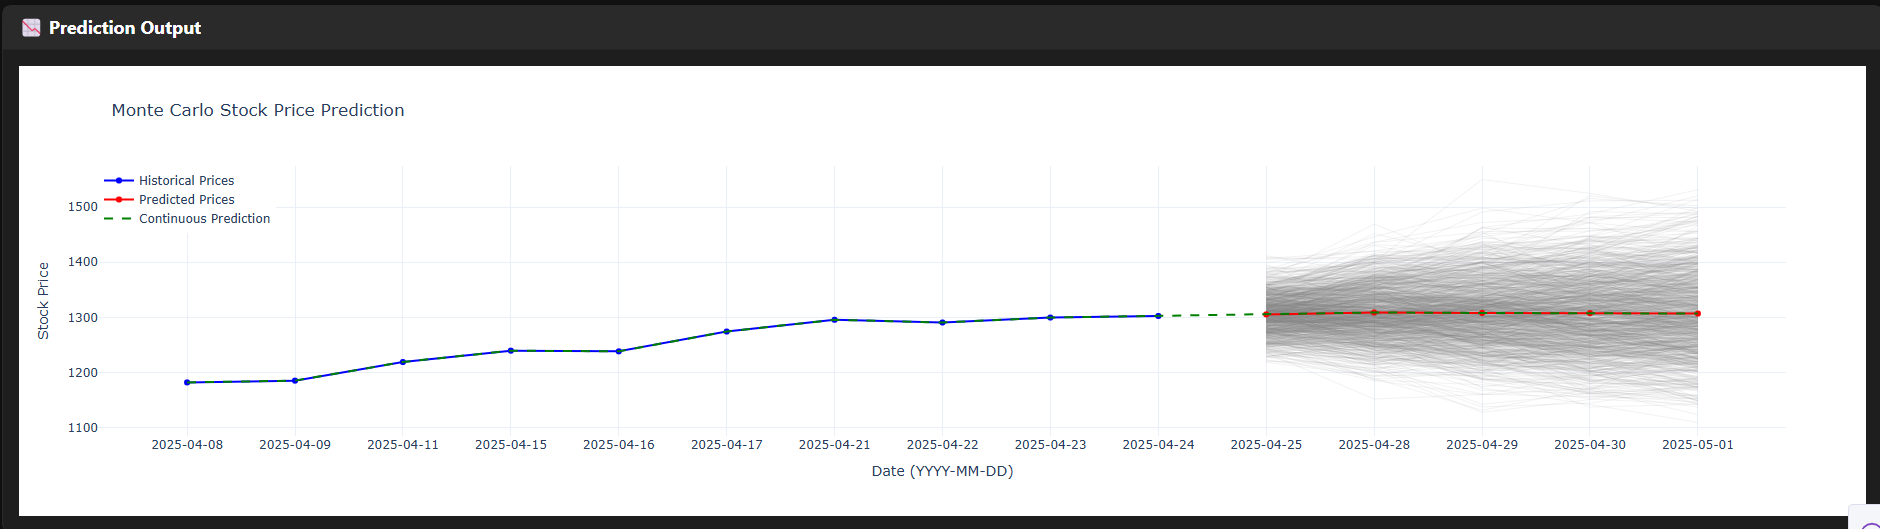 Prediction Output
Monte Carlo Stock Price Prediction
Historical Prices
Predicted Prices
Continuous Prediction
1500
1400
1300
1200
1100
Stock Price
2025-04-08 2025-04-09 2025-04-11 2025-04-15 2025-04-16 2025-04-17 2025-04-21 2025-04-22 2025-04-23 2025-04-24 2025-04-25 2025-04-28 2025-04-29 2025-04-30 2025-05-01
Date (YYYY-MM-DD)